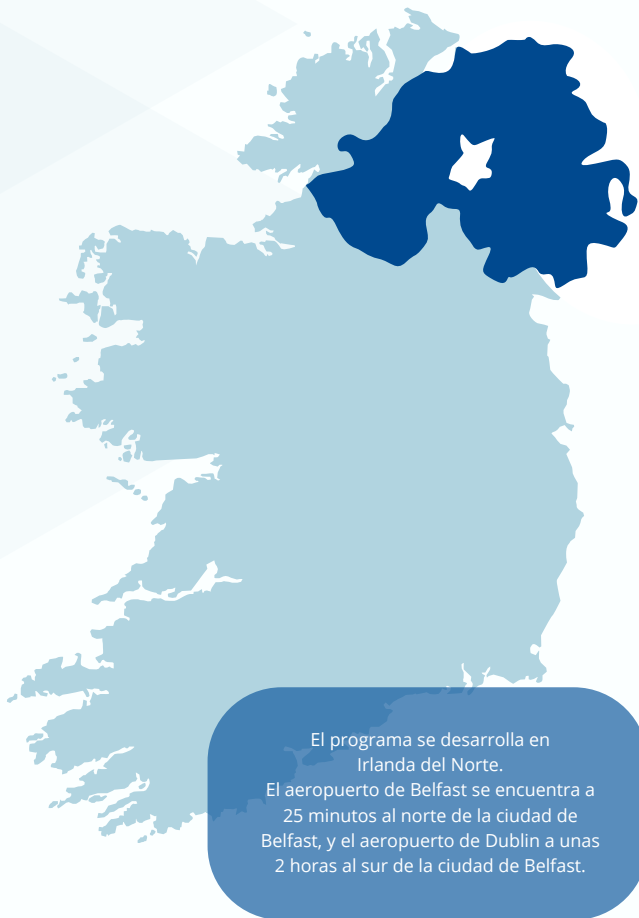 El programa se desarrolla en
Irlanda del Norte.
El aeropuerto de Belfast se encuentra a
25 minutos al norte de la ciudad de
Belfast, y el aeropuerto de Dublin a unas
2 horas al sur de la ciudad de Belfast.